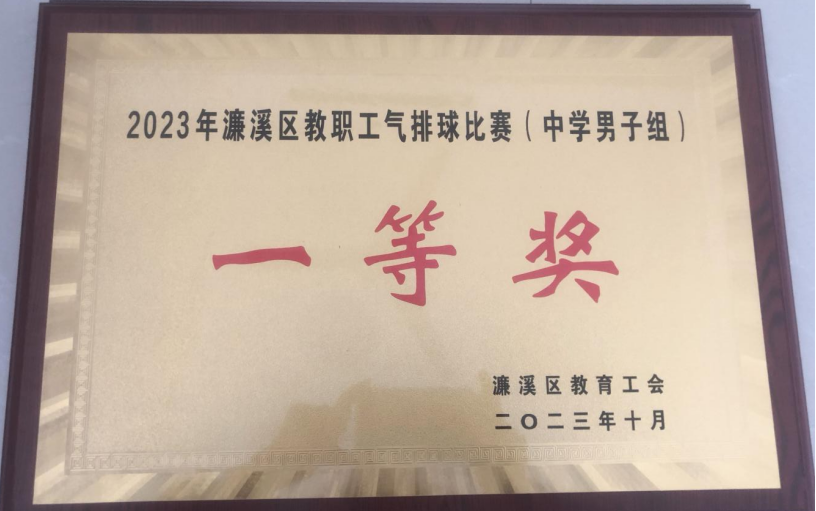 2023年濂溪区教职工气排球比赛（中学男子组）
一等奖
濂溪区教育工会
二〇二三年十月